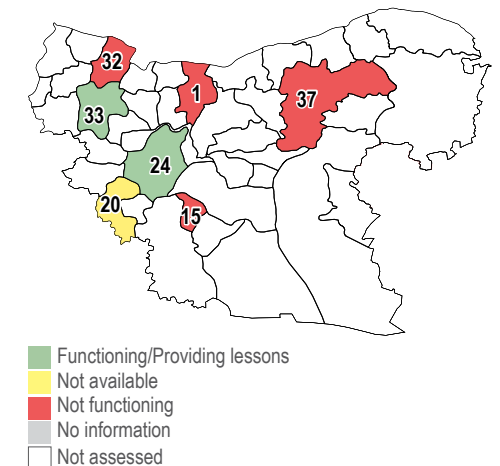 32
1
37
33
24
20
15
Functioning/Providing lessons
Not available
Not functioning
No information
Not assessed